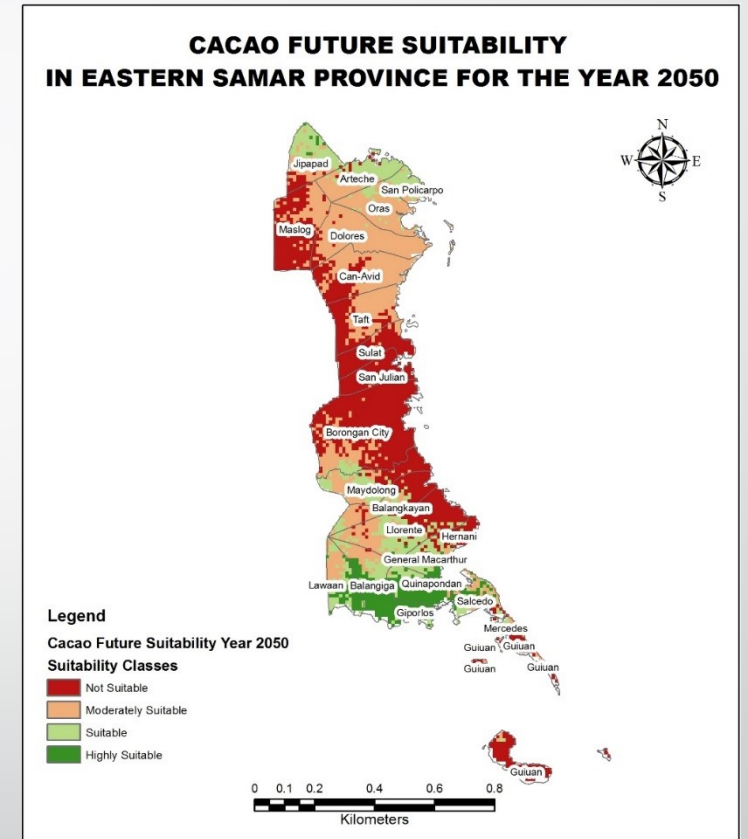 CACAO FUTURE SUITABILITY
IN EASTERN SAMAR PROVINCE FOR THE YEAR 2050
N
W E
S
Jipapad
Arteche
San Policarpo
Oras
Maslog
Dolores
Can-Avid
Taft
Sulat
San Julian
Borongan City
Maydolong
Balangkayan
Llorente
Hernani
General Macarthur
Lawaan
Balangiga
Quinapondan
Salcedo
Giporlos
Mercedes
Guiuan
Guiuan
Guiuan
Guiuan
Guiuan
Legend
Cacao Future Suitability Year 2050
Suitability Classes
Not Suitable
Moderately Suitable
Suitable
Highly Suitable
0 0.1 0.2 0.4 0.6 0.8
Kilometers